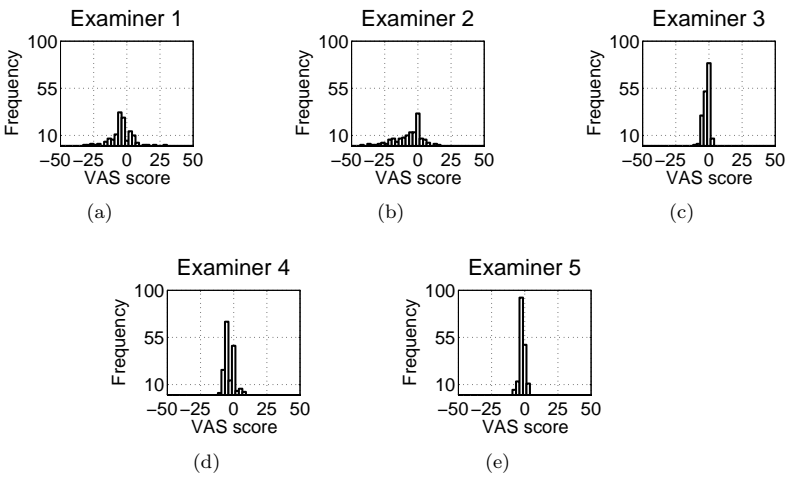 Examiner 1
100
55
10
Frequency
−50 −25 0 25 50
VAS score
(a)
Examiner 2
100
55
10
Frequency
−50 −25 0 25 50
VAS score
(b)
Examiner 3
100
55
10
Frequency
−50 −25 0 25 50
VAS score
(c)
Examiner 4
100
55
10
Frequency
−50 −25 0 25 50
VAS score
(d)
Examiner 5
100
55
10
Frequency
−50 −25 0 25 50
VAS score
(e)